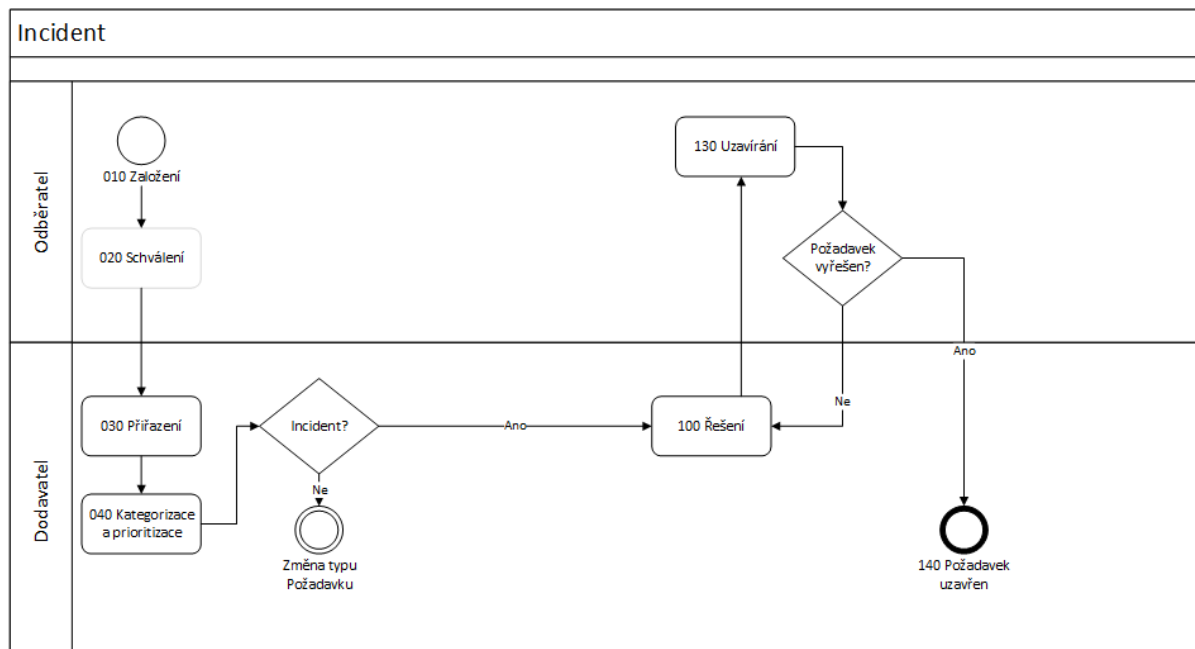 Incident
Odběratel
010 Založení
020 Schválení
130 Uzavírání
Požadavek
vyřešen?
Ano
Ne
Dodavatel
030 Přiřazení
040 Kategorizace
a prioritizace
Incident?
Ano
Ne
Změna typu
Požadavku
100 Řešení
140 Požadavek
uzavřen